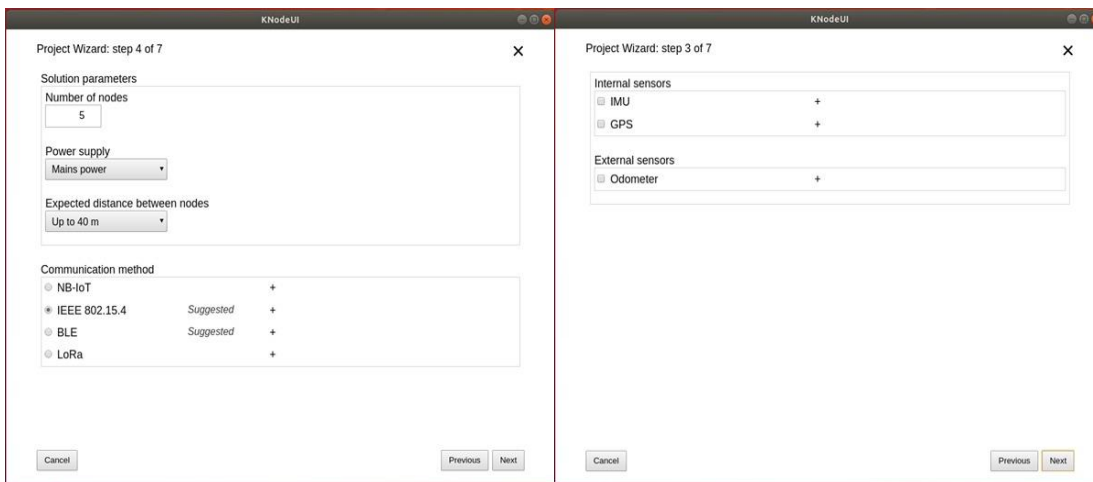 KNodeUI
Project Wizard: step 4 of 7
Solution parameters
Number of nodes
5
Power supply
Mains power
Expected distance between nodes
Up to 40 m
Communication method
NB-IoT +
IEEE 802.15.4 Suggested +
BLE Suggested +
LoRa +
Cancel Previous Next
KNodeUI
Project Wizard: step 3 of 7
Internal sensors
IMU +
GPS +
External sensors
Odometer +
Cancel Previous Next